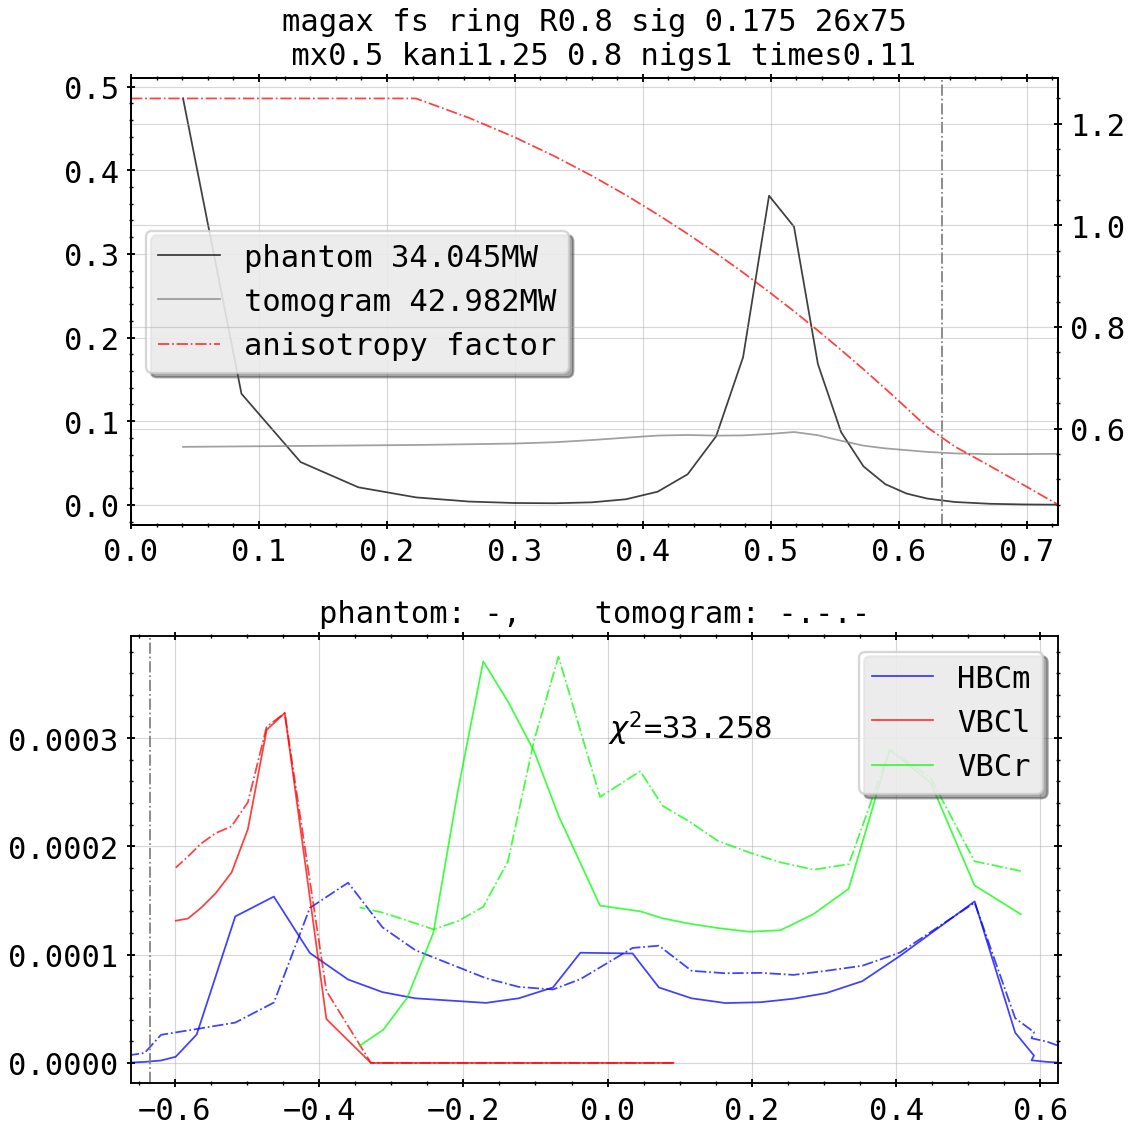 magax fs ring R0.8 sig 0.175 26x75
mx0.5 kani1.25 0.8 nigs1 times0.11
0.5
0.4
0.3
0.2
0.1
0.0
1.2
1.0
0.8
0.6
phantom 34.045MW
tomogram 42.982MW
anisotropy factor
0.0 0.1 0.2 0.3 0.4 0.5 0.6 0.7
phantom: -, tomogram: -.-.-
0.0003
0.0002
0.0001
0.0000
χ²=33.258
HBCm
VBCl
VBCr
−0.6 −0.4 −0.2 0.0 0.2 0.4 0.6